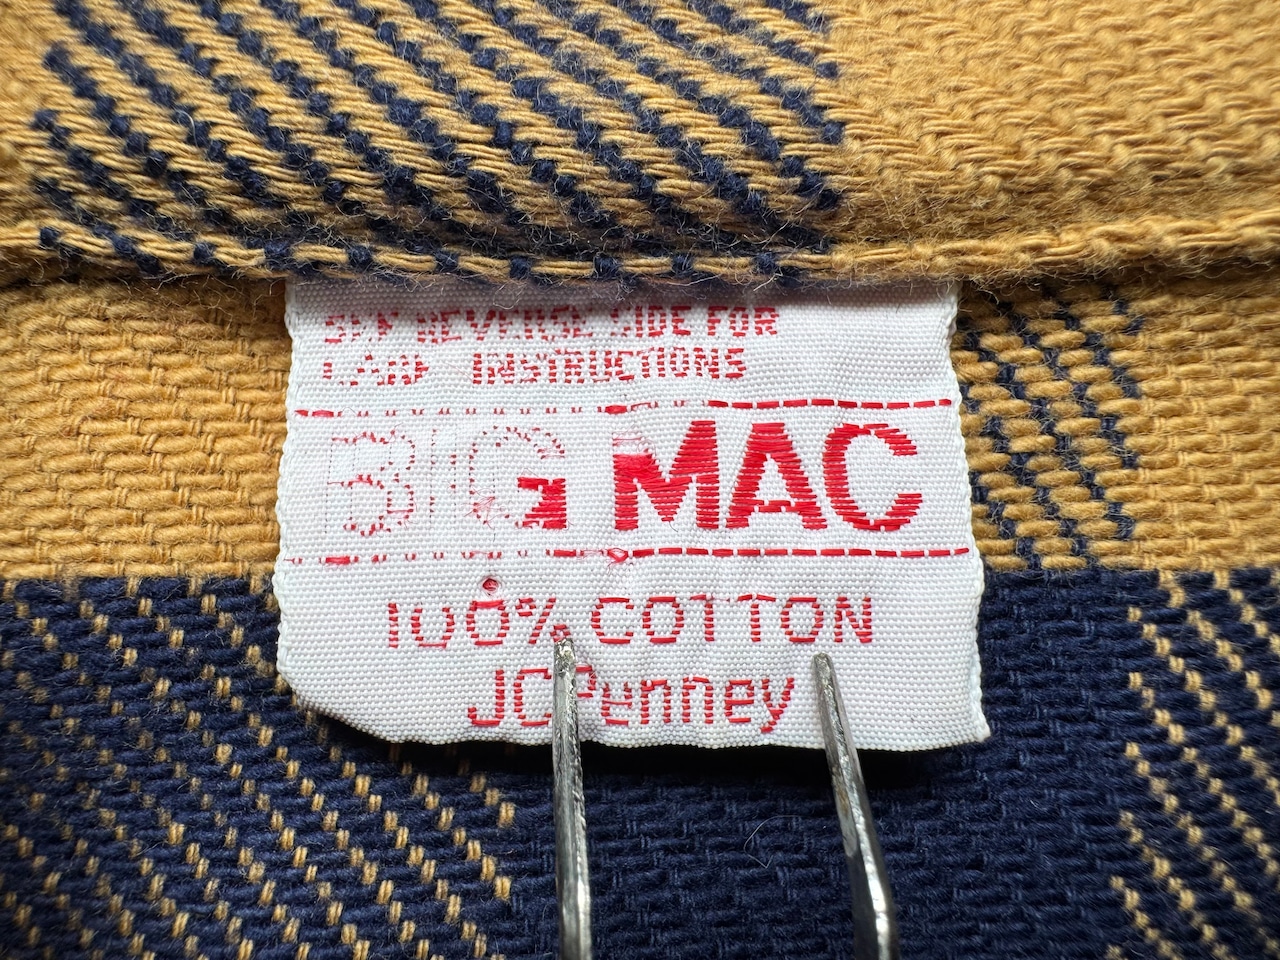 SEE REVERSE SIDE FOR
CARE INSTRUCTIONS
BIG MAC
100% COTTON
JCPenney